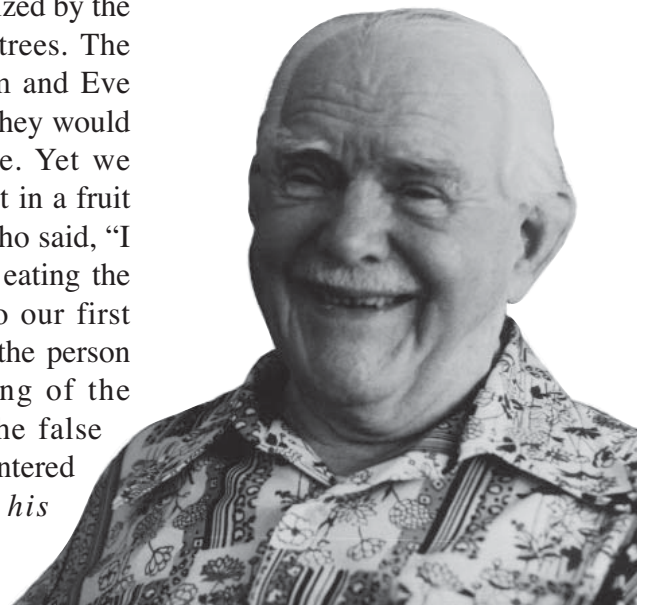 ized by the
trees. The
and Eve
hey would
e. Yet we
t in a fruit
ho said, “I
eating the
o our first
the person
ng of the
he false
ntered
his